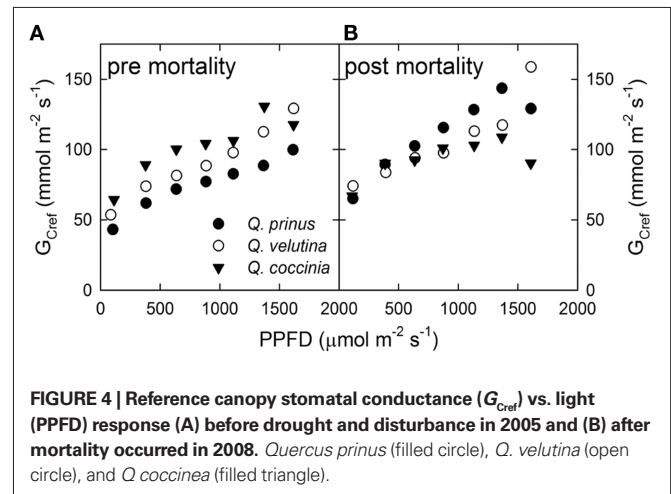 A
B
pre mortality
post mortality
150
100
50
0
G_Cref (mmol m⁻² s⁻¹)
Q. prinus
Q. velutina
Q. coccinia
150
100
50
0
G_Cref (mmol m⁻² s⁻¹)
0 500 1000 1500 2000 500 1000 1500 2000
PPFD (μmol m⁻² s⁻¹)
FIGURE 4 | Reference canopy stomatal conductance (G_Cref) vs. light
(PPFD) response (A) before drought and disturbance in 2005 and (B) after
mortality occurred in 2008. Quercus prinus (filled circle), Q. velutina (open
circle), and Q coccinea (filled triangle).